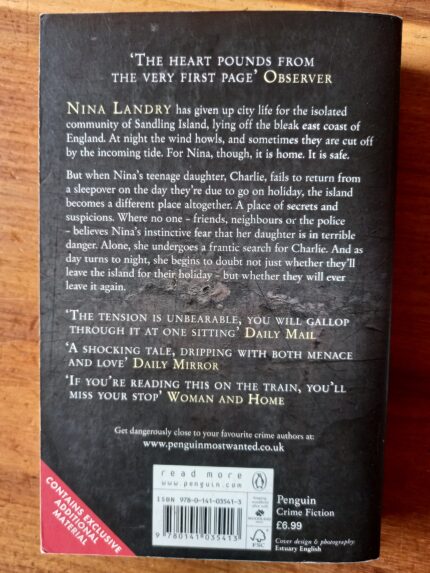 ‘THE HEART POUNDS FROM
THE VERY FIRST PAGE’ OBSERVER
NINA LANDRY has given up city life for the isolated
community of Sandling Island, lying off the bleak east coast of
England. At night the wind howls, and sometimes they are cut off
by the incoming tide. For Nina, though, it is home. It is safe.
But when Nina’s teenage daughter, Charlie, fails to return from
a sleepover on the day they’re due to go on holiday, the island
becomes a different place altogether. A place of secrets and
suspicions. Where no one – friends, neighbours or the police
– believes Nina’s instinctive fear that her daughter is in terrible
danger. Alone, she undergoes a frantic search for Charlie. And as
day turns to night, she begins to doubt not just whether they’ll
leave the island for their holiday – but whether they will ever
leave it again.
‘THE TENSION IS UNBEARABLE, YOU WILL GALLOP
THROUGH IT AT ONE SITTING’ DAILY MAIL
‘A SHOCKING TALE, DRIPPING WITH BOTH MENACE
AND LOVE’ DAILY MIRROR
‘IF YOU’RE READING THIS ON THE TRAIN, YOU’LL
MISS YOUR STOP’ WOMAN AND HOME
Get dangerously close to your favourite crime authors at:
www.penguinmostwanted.co.uk
CONTAINS EXCLUSIVE
ADDITIONAL
MATERIAL
read more
www.penguin.com
ISBN 978-0-141-03541-3
9 780141 035413
FSC
Penguin
Crime Fiction
£6.99
Cover design & photography:
Estuary English